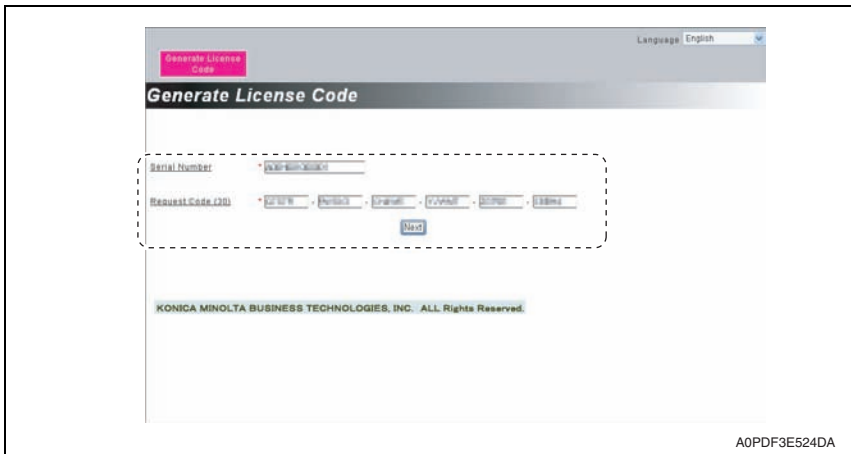 Language English
Generate License
Code
Generate License Code
Serial Number *
Request Code (30) * - - - - -
Next
KONICA MINOLTA BUSINESS TECHNOLOGIES, INC. ALL Rights Reserved.
A0PDF3E524DA